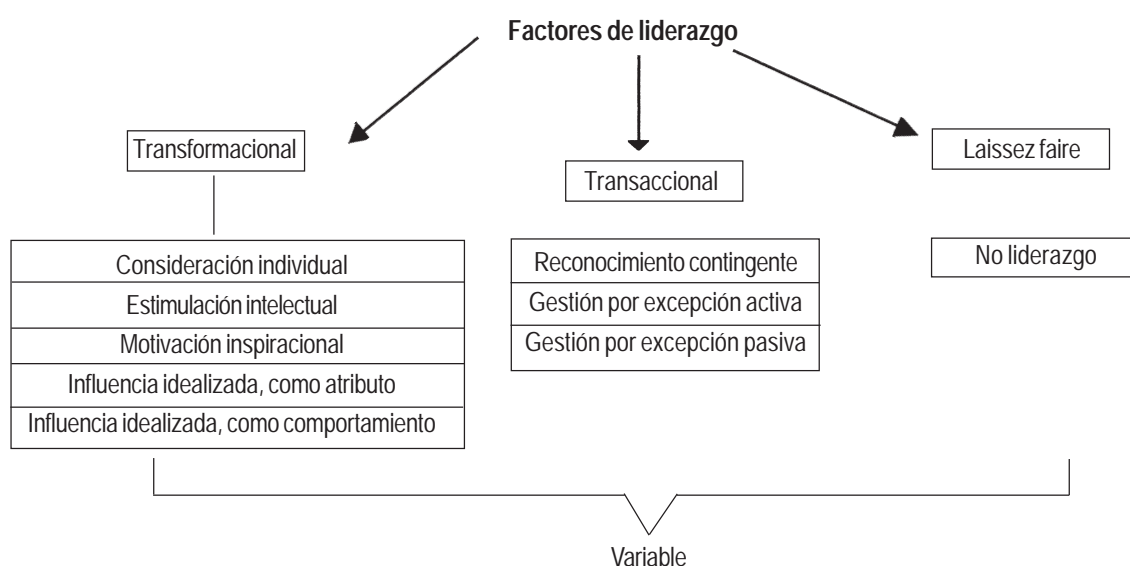 Factores de liderazgo
Transformacional
Transaccional
Laissez faire
Consideración individual
Estimulación intelectual
Motivación inspiracional
Influencia idealizada, como atributo
Influencia idealizada, como comportamiento
Reconocimiento contingente
Gestión por excepción activa
Gestión por excepción pasiva
No liderazgo
Variable